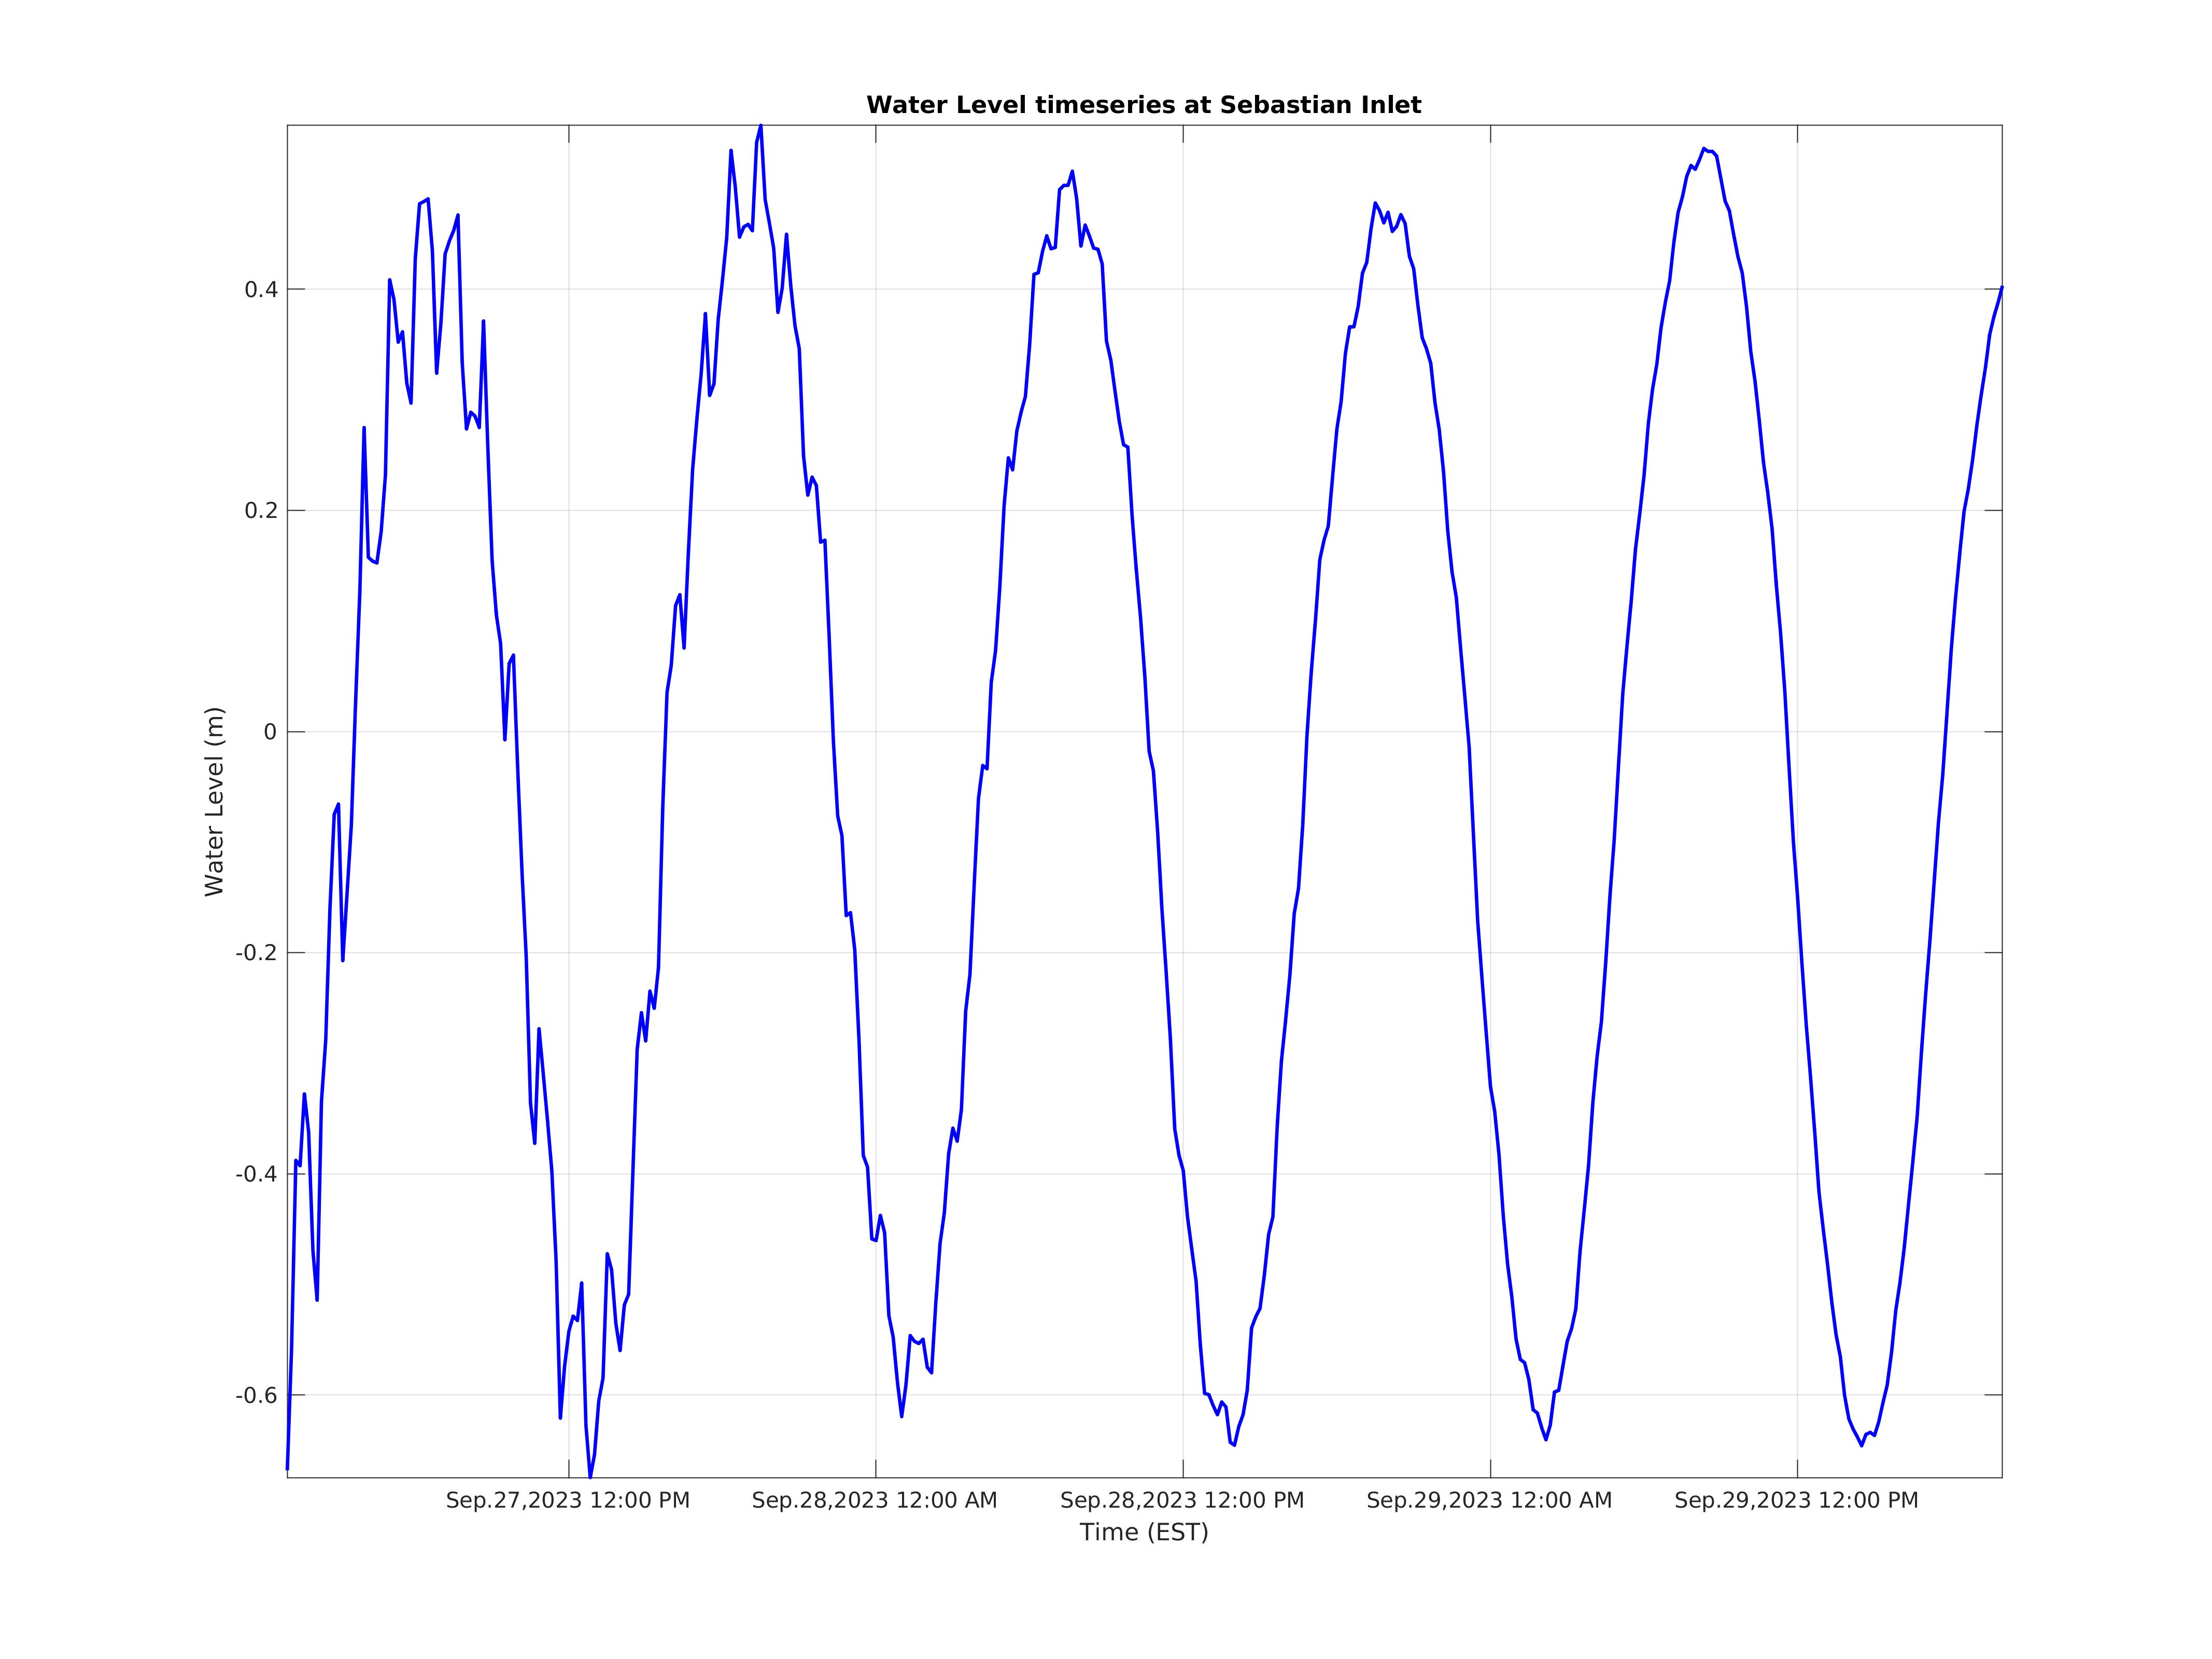 Water Level timeseries at Sebastian Inlet
0.4
0.2
0
-0.2
-0.4
-0.6
Water Level (m)
Sep.27,2023 12:00 PM
Sep.28,2023 12:00 AM
Sep.28,2023 12:00 PM
Sep.29,2023 12:00 AM
Sep.29,2023 12:00 PM
Time (EST)